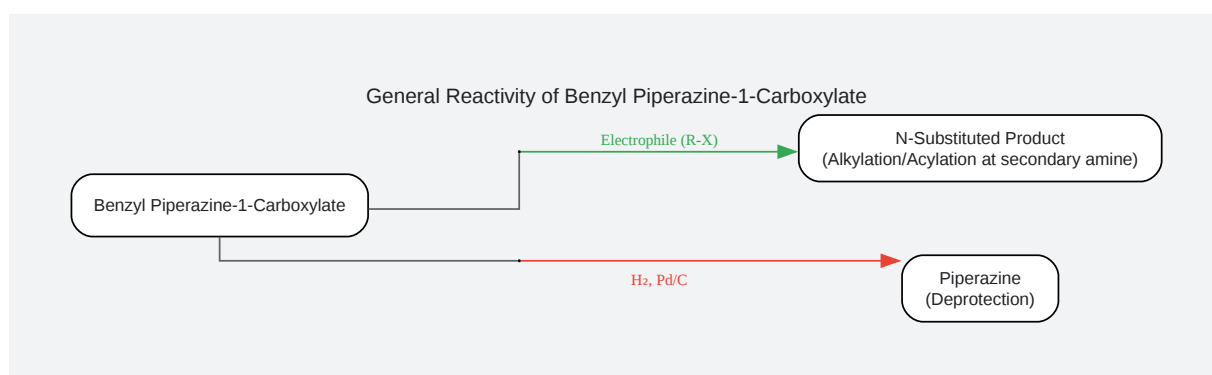 General Reactivity of Benzyl Piperazine-1-Carboxylate
Electrophile (R-X)
N-Substituted Product
(Alkylation/Acylation at secondary amine)
Benzyl Piperazine-1-Carboxylate
H₂, Pd/C
Piperazine
(Deprotection)